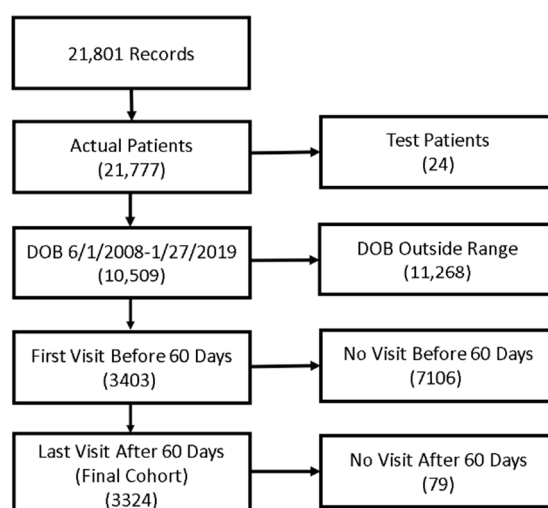 21,801 Records
Actual Patients
(21,777)
Test Patients
(24)
DOB 6/1/2008-1/27/2019
(10,509)
DOB Outside Range
(11,268)
First Visit Before 60 Days
(3403)
No Visit Before 60 Days
(7106)
Last Visit After 60 Days
(Final Cohort)
(3324)
No Visit After 60 Days
(79)